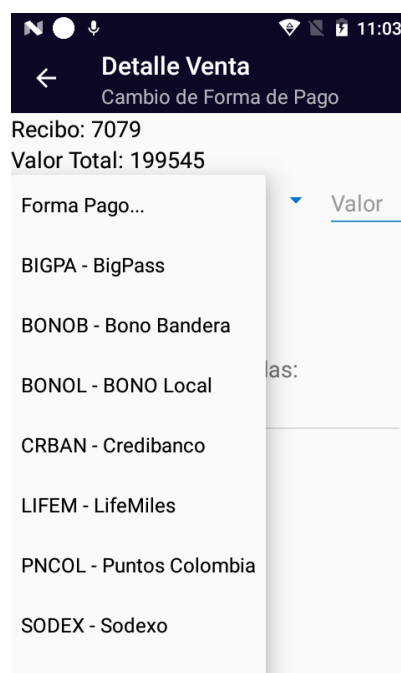 11:03
Detalle Venta
Cambio de Forma de Pago
Recibo: 7079
Valor Total: 199545
Forma Pago...
Valor
BIGPA - BigPass
BONOB - Bono Bandera
las:
BONOL - BONO Local
CRBAN - Credibanco
LIFEM - LifeMiles
PNCOL - Puntos Colombia
SODEX - Sodexo